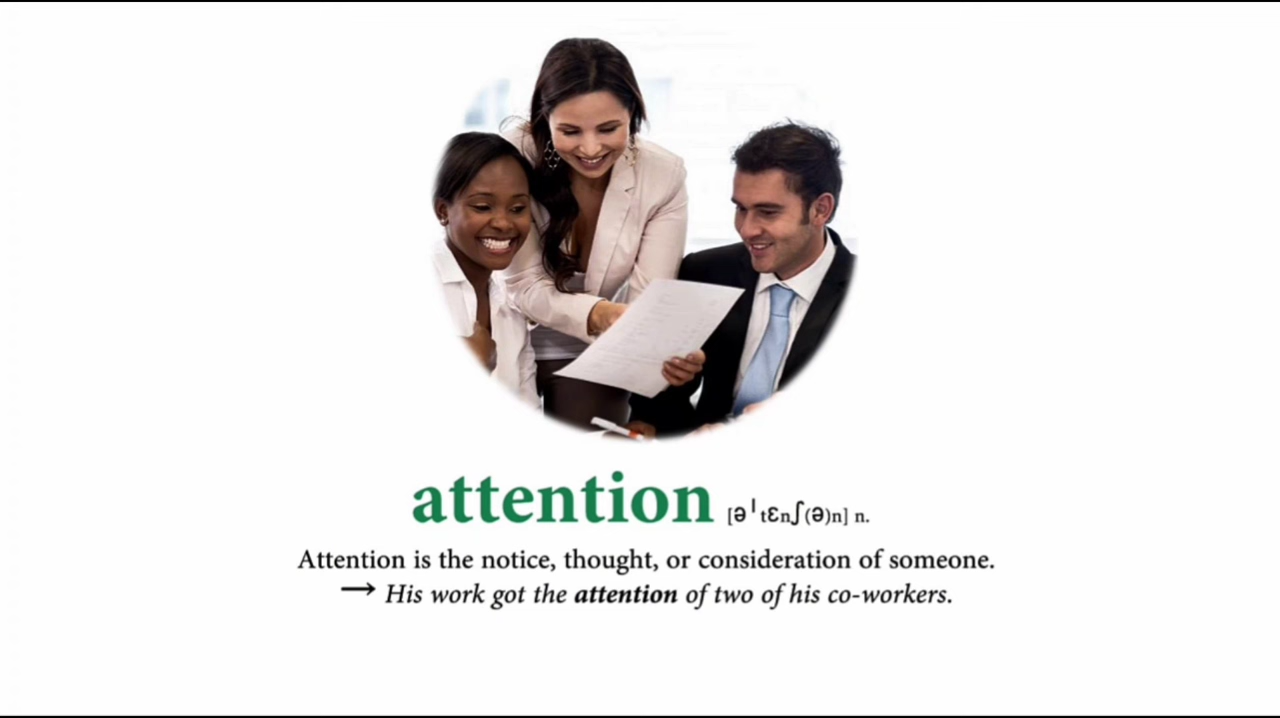 attention [əˈtɛnʃ(ə)n] n.
Attention is the notice, thought, or consideration of someone.
→ His work got the attention of two of his co-workers.